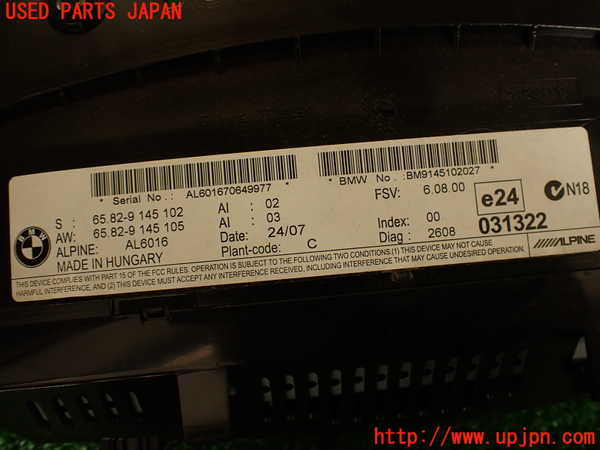 USED PARTS JAPAN
* Serial No.: AL601670649977 *
* BMW No.: BM9145102027 *
S : 65.82-9 145 102 AI : 02
AW: 65.82-9 145 105 AI : 03
ALPINE: AL6016 Date: 24/07
MADE IN HUNGARY Plant-code: C
FSV: 6.08.00
Index: 00
Diag : 2608
e24
031322
N18
ALPINE
BMW
THIS DEVICE COMPLIES WITH PART 15 OF THE FCC RULES. OPERATION IS SUBJECT TO THE FOLLOWING TWO CONDITIONS.(1) THIS DEVICE MAY NOT CAUSE
HARMFUL INTERFERENCE, AND (2) THIS DEVICE MUST ACCEPT ANY INTERFERENCE RECEIVED, INCLUDING INTERFERENCE THAT MAY CAUSE UNDESIRED OPERATION.
http://www.upjpn.com/